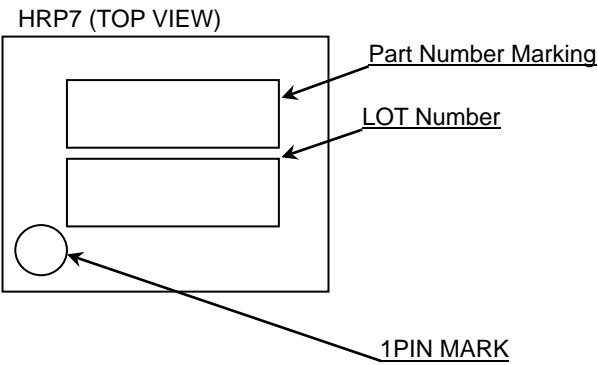 HRP7 (TOP VIEW)
Part Number Marking
LOT Number
1PIN MARK